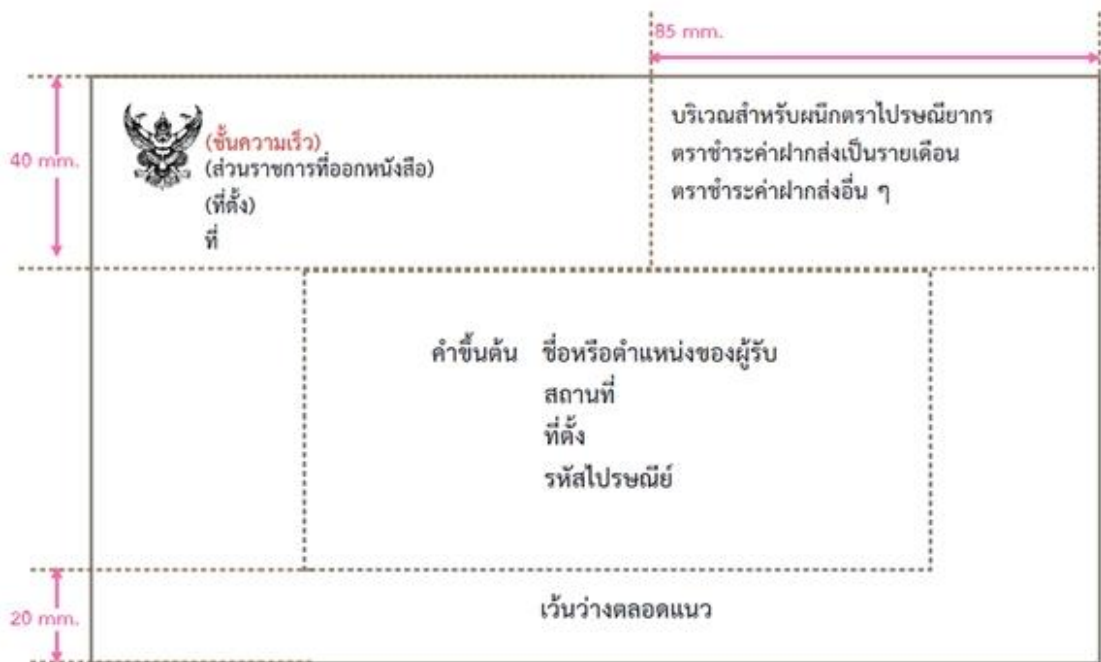 85 mm.
40 mm.
(ชั้นความเร็ว)
(ส่วนราชการที่ออกหนังสือ)
(ที่ตั้ง)
ที่
บริเวณสำหรับผนึกตราไปรษณียากร
ตราชำระค่าฝากส่งเป็นรายเดือน
ตราชำระค่าฝากส่งอื่น ๆ
คำขึ้นต้น ชื่อหรือตำแหน่งของผู้รับ
สถานที่
ที่ตั้ง
รหัสไปรษณีย์
20 mm.
เว้นว่างตลอดแนว